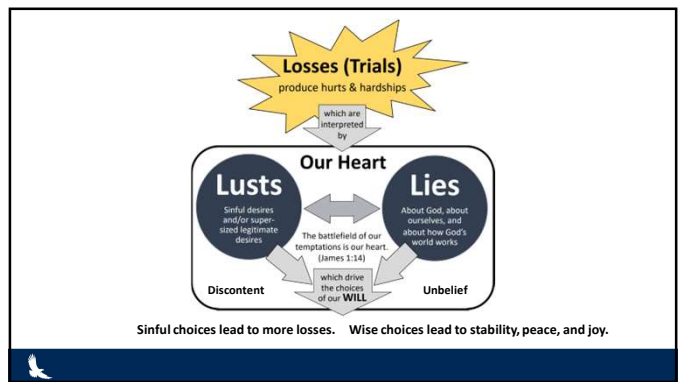 Losses (Trials)
produce hurts & hardships
which are
interpreted
by
Our Heart
Lusts
Sinful desires
and/or super-
sized legitimate
desires
Lies
About God, about
ourselves, and
about how God's
world works
The battlefield of our
temptations is our heart.
(James 1:14)
which drive
the choices
of our WILL
Discontent
Unbelief
Sinful choices lead to more losses. Wise choices lead to stability, peace, and joy.